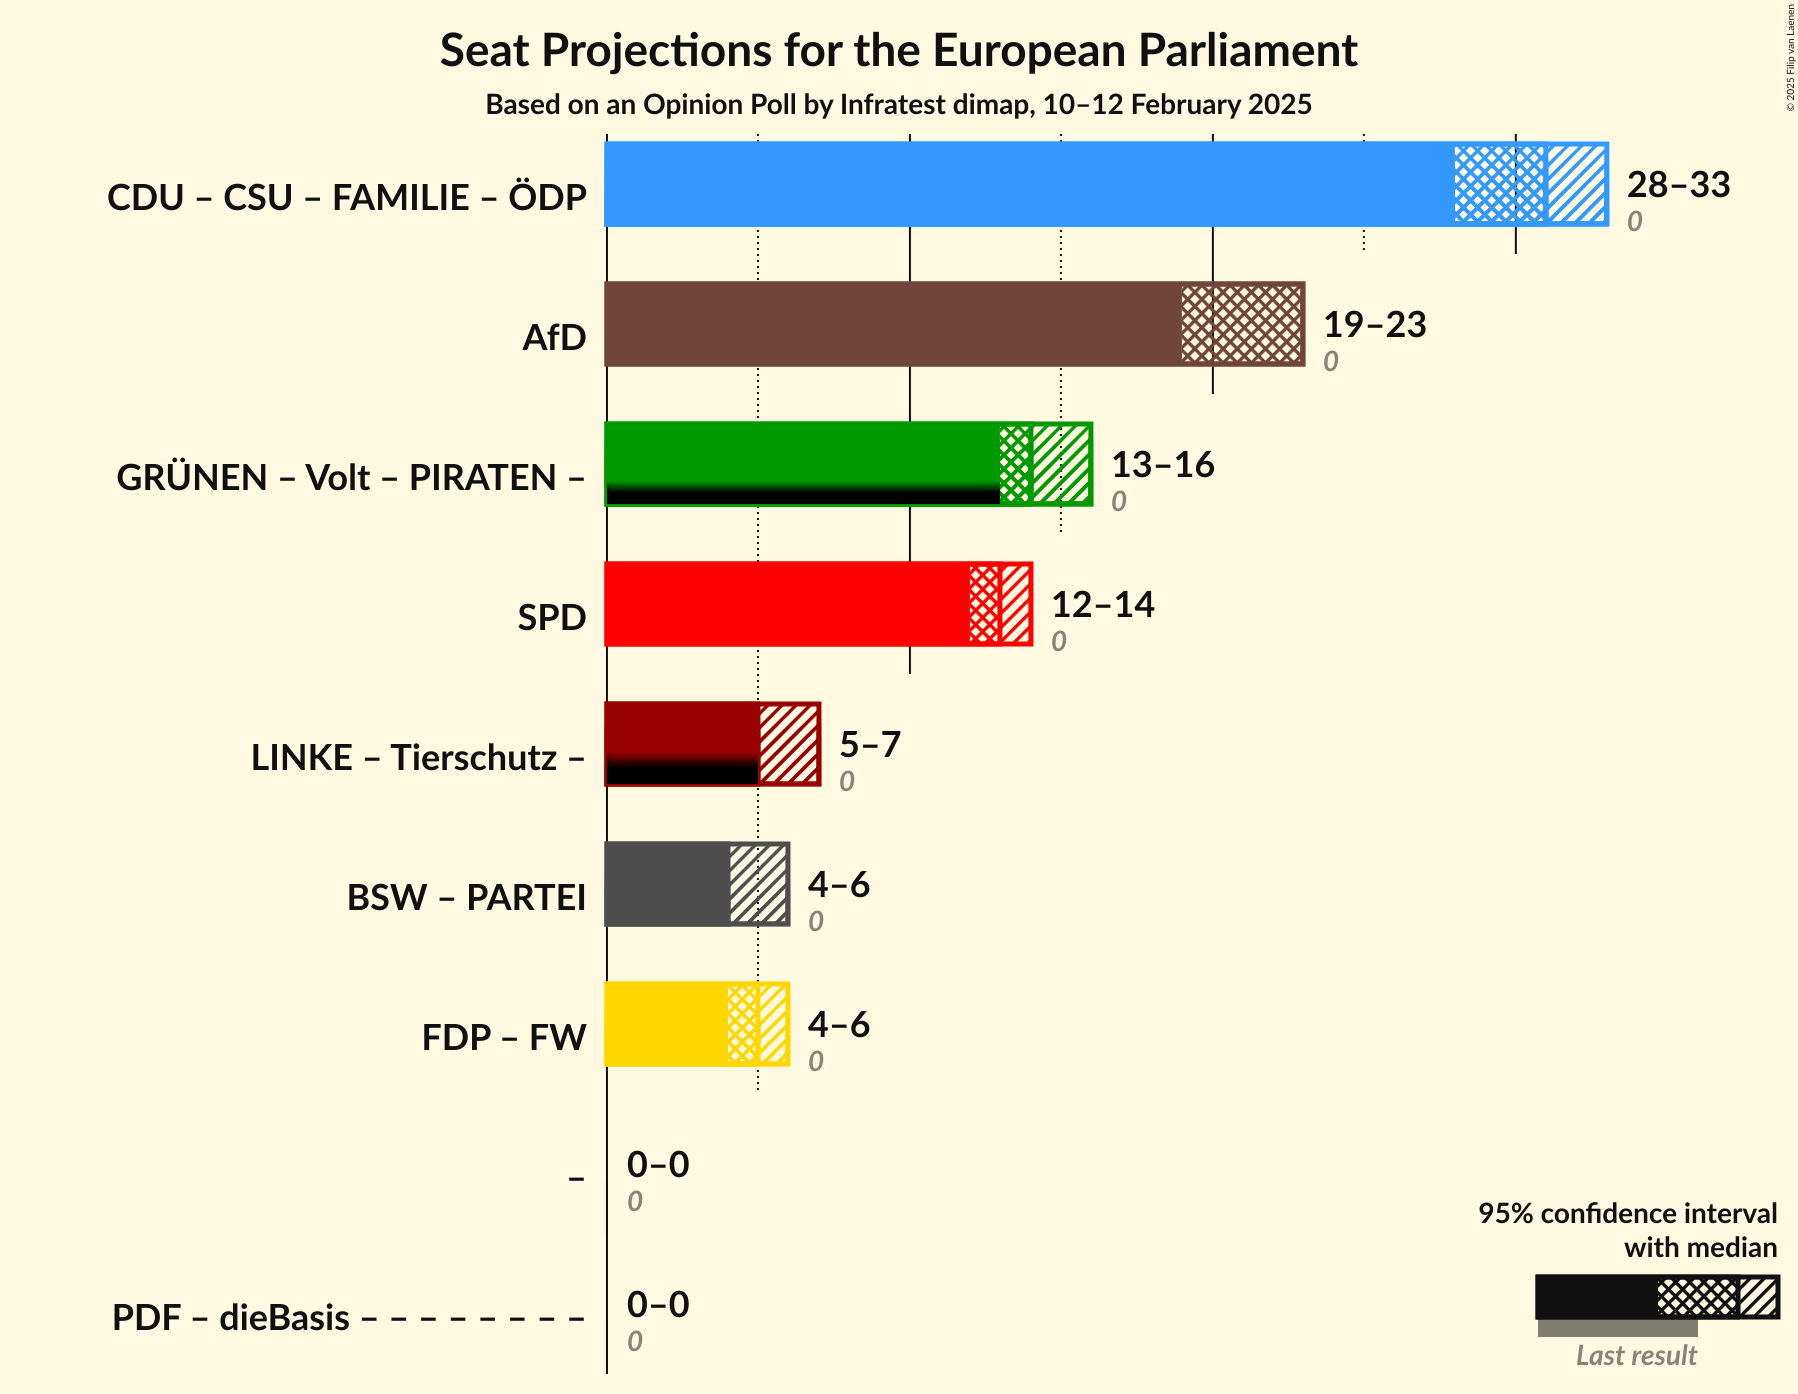 Seat Projections for the European Parliament
Based on an Opinion Poll by Infratest dimap, 10–12 February 2025
© 2025 Filip van Laenen
CDU – CSU – FAMILIE – ÖDP
28–33
0
AfD
19–23
0
GRÜNEN – Volt – PIRATEN –
13–16
0
SPD
12–14
0
LINKE – Tierschutz –
5–7
0
BSW – PARTEI
4–6
0
FDP – FW
4–6
0
–
0–0
0
PDF – dieBasis – – – – – – – –
0–0
0
95% confidence interval
with median
Last result